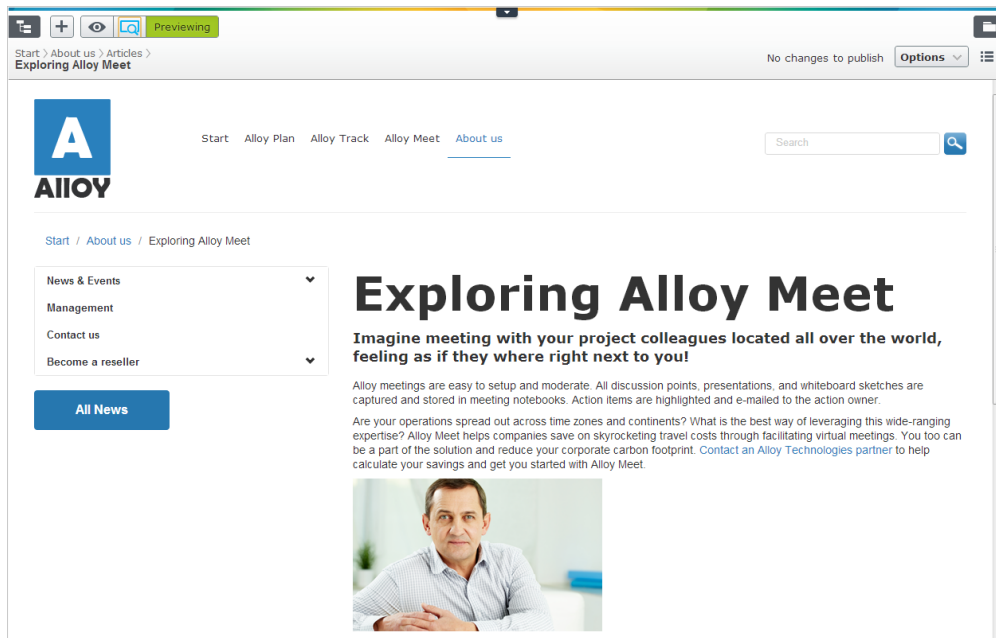 Previewing
Start > About us > Articles >
Exploring Alloy Meet
No changes to publish
Options
A
Alloy
Start Alloy Plan Alloy Track Alloy Meet About us
Search
Start / About us / Exploring Alloy Meet
News & Events
Management
Contact us
Become a reseller
All News
Exploring Alloy Meet
Imagine meeting with your project colleagues located all over the world,
feeling as if they where right next to you!
Alloy meetings are easy to setup and moderate. All discussion points, presentations, and whiteboard sketches are
captured and stored in meeting notebooks. Action items are highlighted and e-mailed to the action owner.
Are your operations spread out across time zones and continents? What is the best way of leveraging this wide-ranging
expertise? Alloy Meet helps companies save on skyrocketing travel costs through facilitating virtual meetings. You too can
be a part of the solution and reduce your corporate carbon footprint. Contact an Alloy Technologies partner to help
calculate your savings and get you started with Alloy Meet.